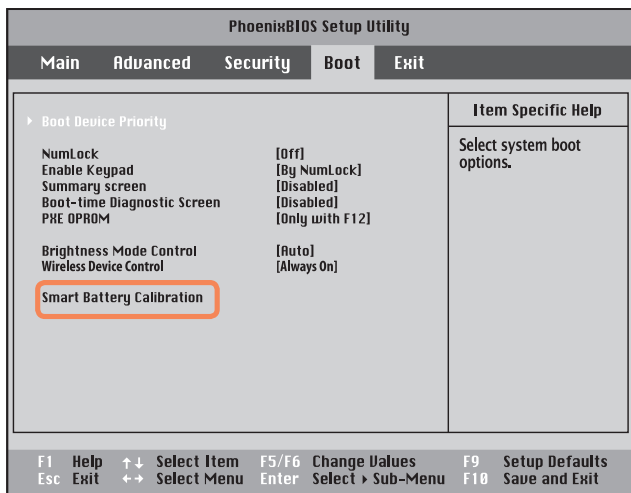 PhoenixBIOS Setup Utility
Main Advanced Security Boot Exit
Item Specific Help
Boot Device Priority
Select system boot
options.
NumLock [Off]
Enable Keypad [By NumLock]
Summary screen [Disabled]
Boot-time Diagnostic Screen [Disabled]
PXE OPROM [Only with F12]
Brightness Mode Control [Auto]
Wireless Device Control [Always On]
Smart Battery Calibration
F1 Help ↑↓ Select Item F5/F6 Change Values F9 Setup Defaults
Esc Exit ←→ Select Menu Enter Select ▸ Sub-Menu F10 Save and Exit